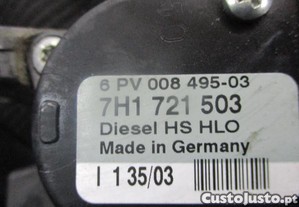 6 PV 008 495-03
7H1 721 503
Diesel HS HLO
Made in Germany
I 1 35/03
CustoJusto.pt